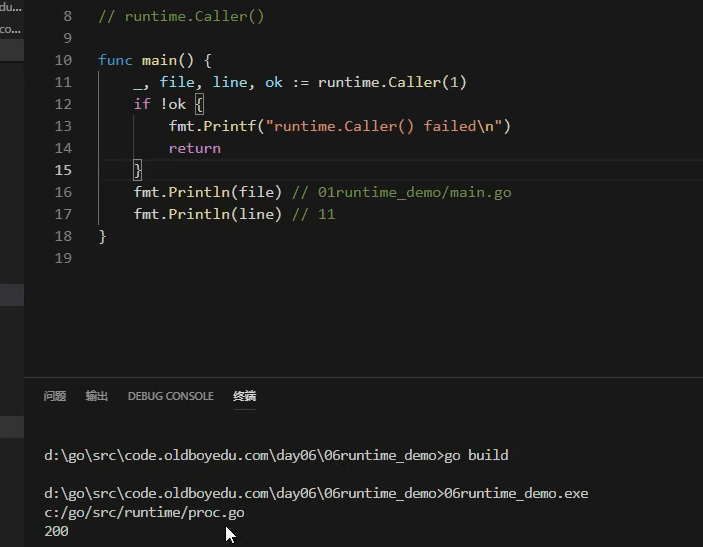 du...
co...
8 // runtime.Caller()
9
10 func main() {
11 _, file, line, ok := runtime.Caller(1)
12 if !ok {
13 fmt.Printf("runtime.Caller() failed\n")
14 return
15 }
16 fmt.Println(file) // 01runtime_demo/main.go
17 fmt.Println(line) // 11
18 }
19
问题 输出 DEBUG CONSOLE 终端
d:\go\src\code.oldboyedu.com\day06\06runtime_demo>go build
d:\go\src\code.oldboyedu.com\day06\06runtime_demo>06runtime_demo.exe
c:/go/src/runtime/proc.go
200